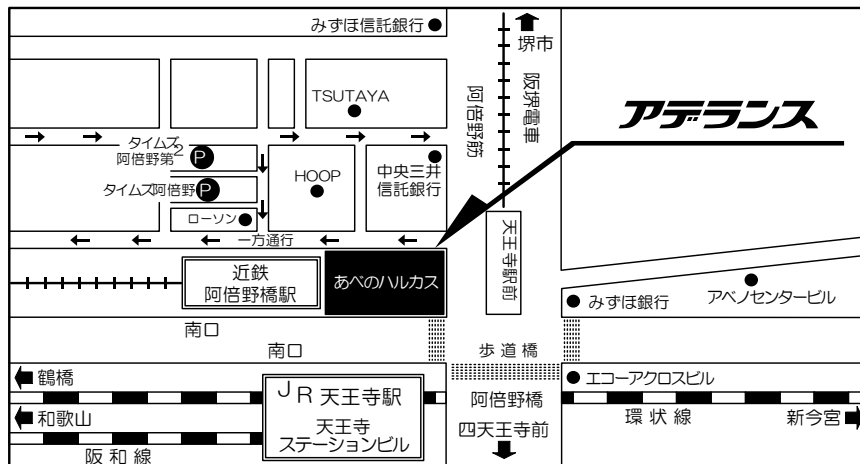 みずほ信託銀行
堺市
TSUTAYA
阪堺電車
阿倍野筋
アデランス
タイムズ
阿倍野第2
P
タイムズ阿倍野
P
HOOP
中央三井
信託銀行
ローソン
一方通行
天王寺駅前
近鉄
阿倍野橋駅
あべのハルカス
みずほ銀行
アベノセンタービル
南口
南口
歩道橋
鶴橋
JR 天王寺駅
エコーアクロスビル
和歌山
天王寺
ステーションビル
阿倍野橋
四天王寺前
環状線
新今宮
阪和線